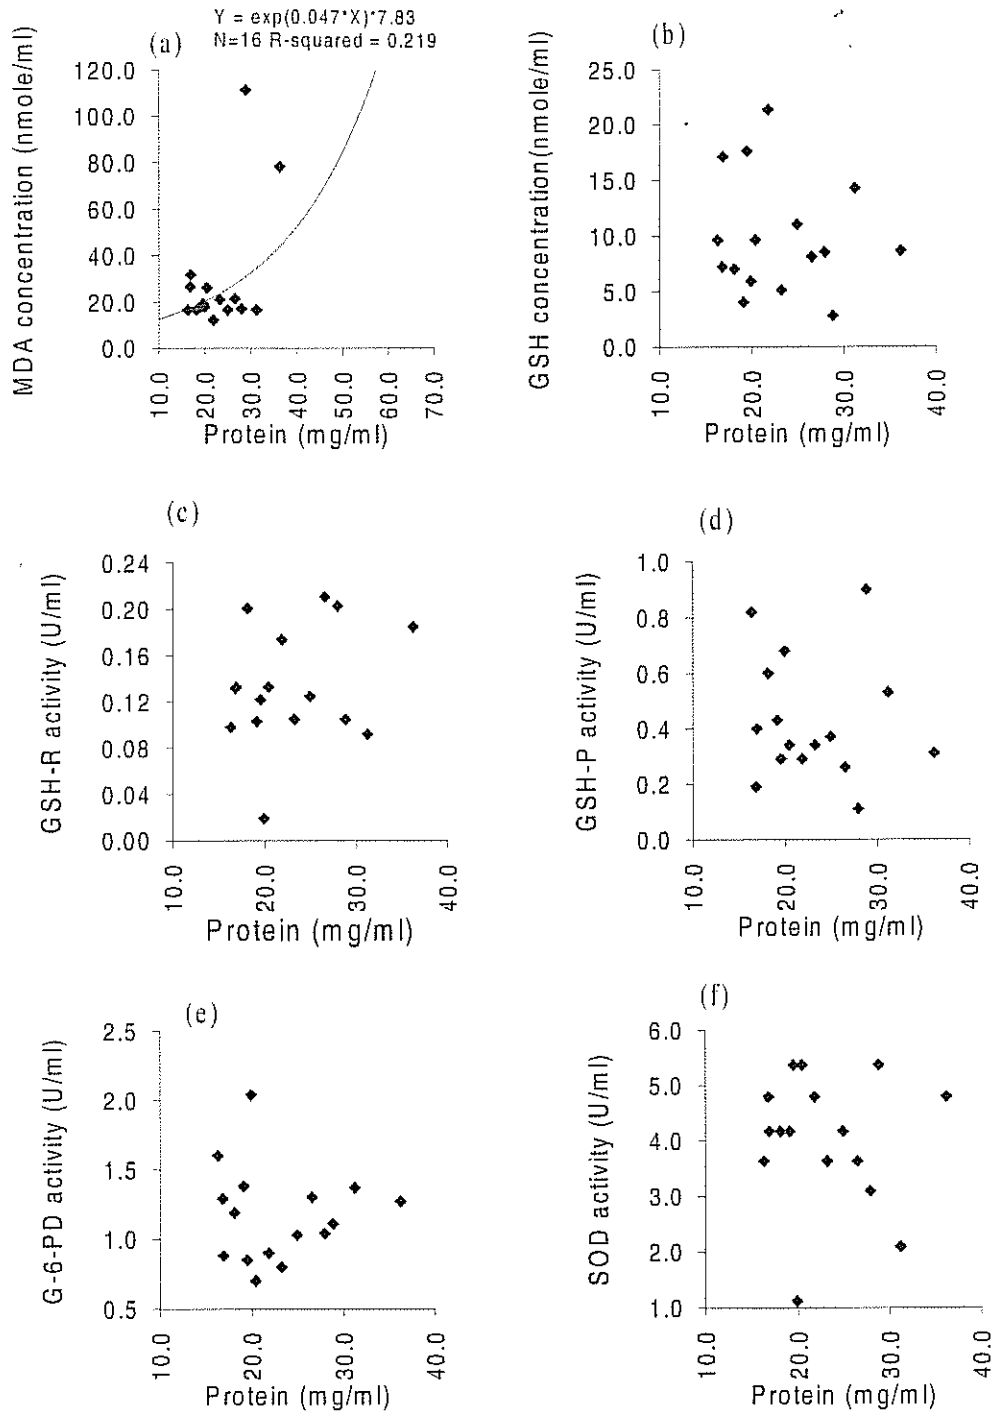 Y = exp(0.047*X)*7.83
(a) N=16 R-squared = 0.219
MDA concentration (nmole/ml)
120.0
100.0
80.0
60.0
40.0
20.0
0.0
10.0 20.0 30.0 40.0 50.0 60.0 70.0
Protein (mg/ml)
(b)
GSH concentration(nmole/ml)
25.0
20.0
15.0
10.0
5.0
0.0
10.0 20.0 30.0 40.0
Protein (mg/ml)
(c)
GSH-R activity (U/ml)
0.24
0.20
0.16
0.12
0.08
0.04
0.00
10.0 20.0 30.0 40.0
Protein (mg/ml)
(d)
GSH-P activity (U/ml)
1.0
0.8
0.6
0.4
0.2
0.0
10.0 20.0 30.0 40.0
Protein (mg/ml)
(e)
G-6-PD activity (U/ml)
2.5
2.0
1.5
1.0
0.5
10.0 20.0 30.0 40.0
Protein (mg/ml)
(f)
SOD activity (U/ml)
6.0
5.0
4.0
3.0
2.0
1.0
10.0 20.0 30.0 40.0
Protein (mg/ml)